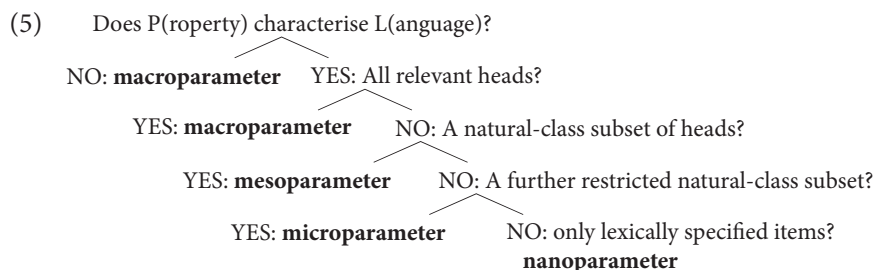 (5) Does P(roperty) characterise L(anguage)?
NO: macroparameter YES: All relevant heads?
YES: macroparameter NO: A natural-class subset of heads?
YES: mesoparameter NO: A further restricted natural-class subset?
YES: microparameter NO: only lexically specified items?
nanoparameter